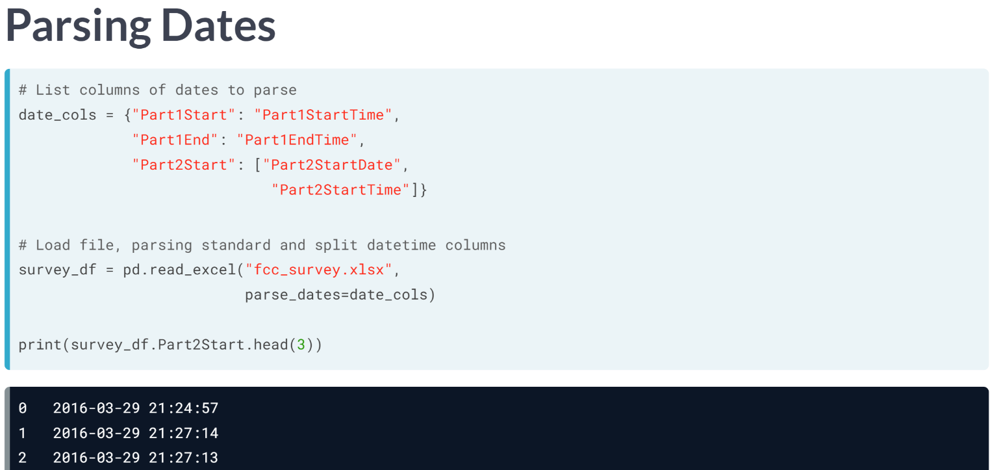 Parsing Dates
# List columns of dates to parse
date_cols = {"Part1Start": "Part1StartTime",
"Part1End": "Part1EndTime",
"Part2Start": ["Part2StartDate",
"Part2StartTime"]}
# Load file, parsing standard and split datetime columns
survey_df = pd.read_excel("fcc_survey.xlsx",
parse_dates=date_cols)
print(survey_df.Part2Start.head(3))
0 2016-03-29 21:24:57
1 2016-03-29 21:27:14
2 2016-03-29 21:27:13